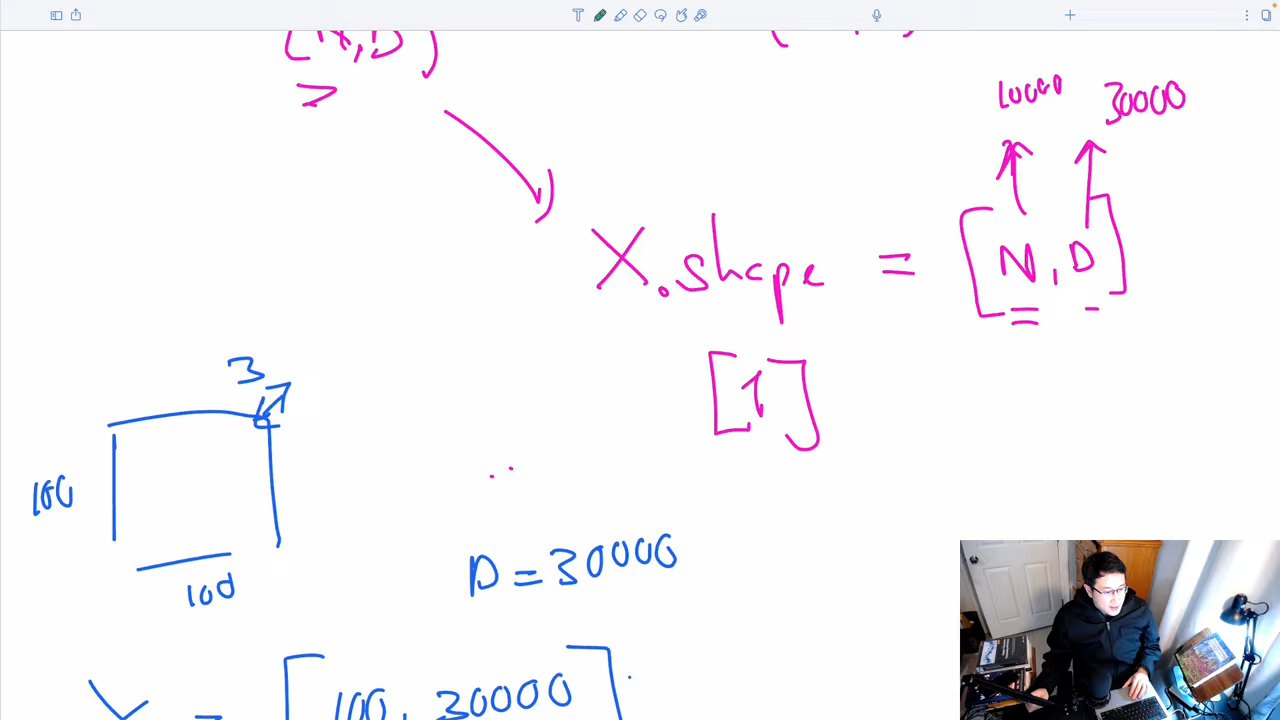 (N,D)
10000 30000
X.shape = [N, D]
[1]
3
100
100
D = 30000
X = [100, 30000]